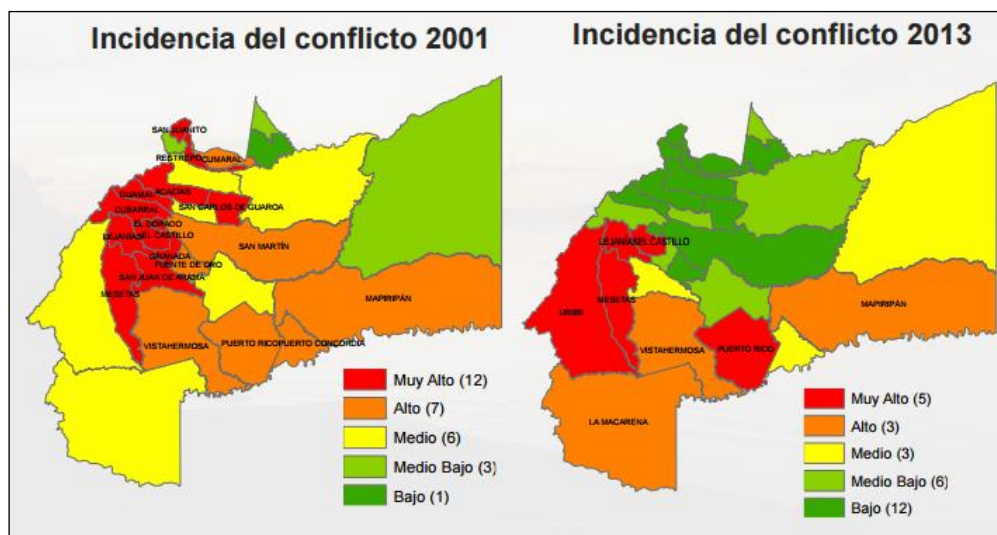 Incidencia del conflicto 2001
SAN JUANITO
RESTREPO
CUMARAL
ACACÍAS
GUAMAL
SAN CARLOS DE GUAROA
CUBARRAL
EL DORADO
LEJANÍAS
EL CASTILLO
SAN MARTÍN
GRANADA
FUENTE DE ORO
SAN JUAN DE ARAMA
MESETAS
MAPIRIPÁN
VISTAHERMOSA
PUERTO RICO
PUERTO CONCORDIA
Muy Alto (12)
Alto (7)
Medio (6)
Medio Bajo (3)
Bajo (1)
Incidencia del conflicto 2013
LEJANÍAS
EL CASTILLO
MESETAS
URIBE
MAPIRIPÁN
VISTAHERMOSA
PUERTO RICO
LA MACARENA
Muy Alto (5)
Alto (3)
Medio (3)
Medio Bajo (6)
Bajo (12)